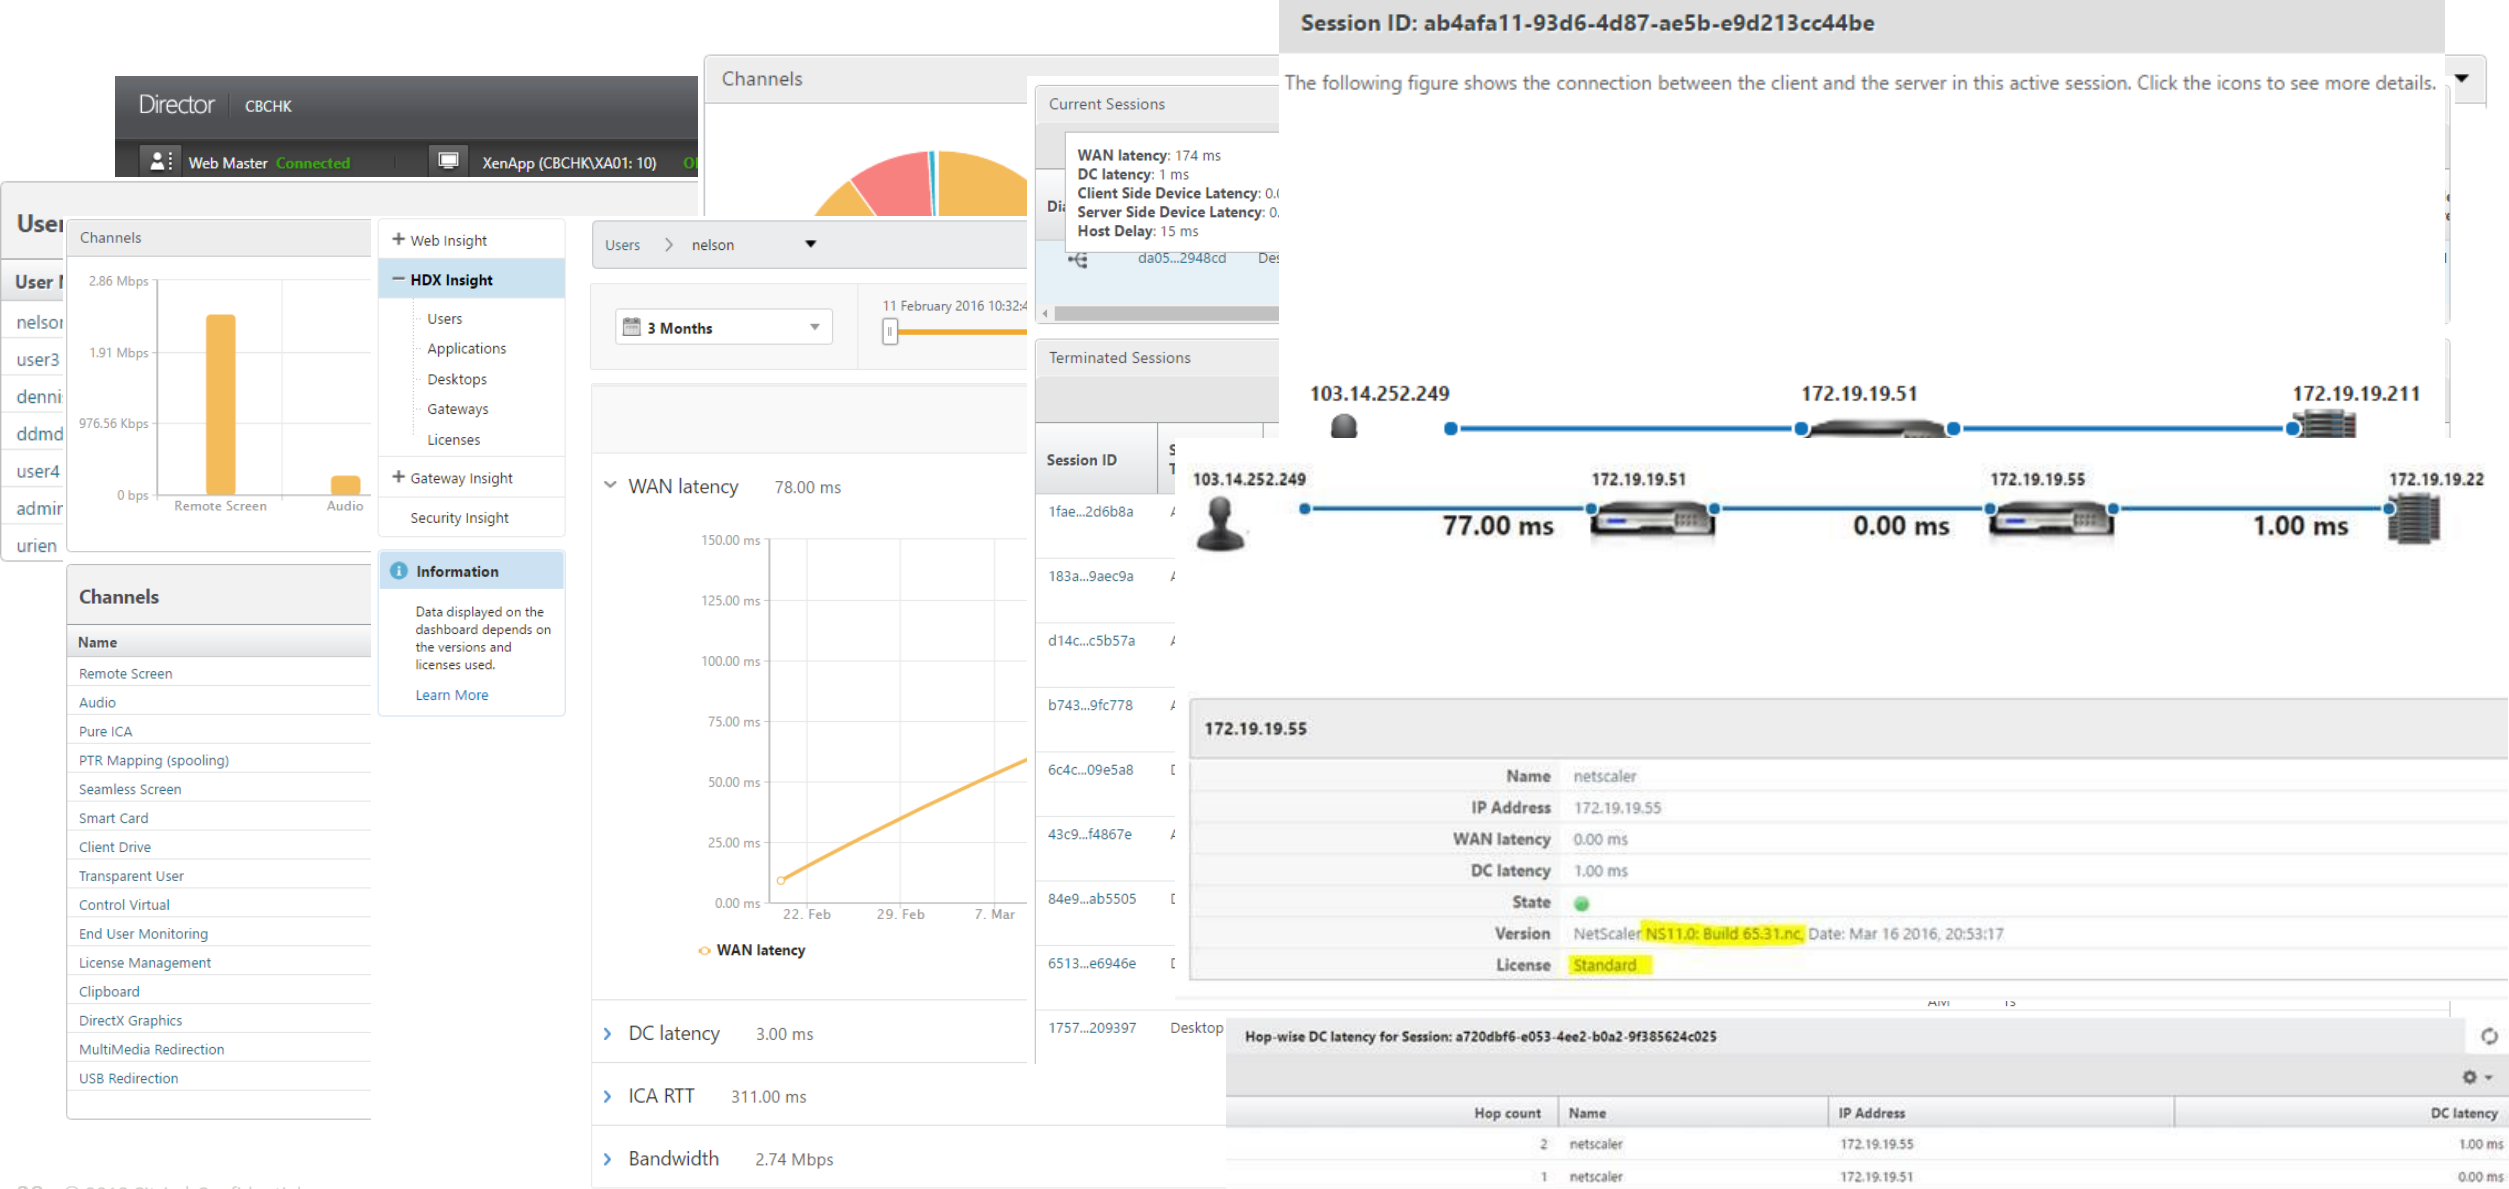 Session ID: ab4afa11-93d6-4d87-ae5b-e9d213cc44be
The following figure shows the connection between the client and the server in this active session. Click the icons to see more details.
103.14.252.249
172.19.19.51
172.19.19.211
Director CBCHK
Web Master Connected
XenApp (CBCHK\XA01: 10)
Channels
Current Sessions
WAN latency: 174 ms
DC latency: 1 ms
Client Side Device Latency: 0.
Server Side Device Latency: 0.
Host Delay: 15 ms
da05...2948cd
Terminated Sessions
Session ID
1fae...2d6b8a
183a...9aec9a
d14c...c5b57a
b743...9fc778
6c4c...09e5a8
43c9...f4867e
84e9...ab5505
6513...e6946e
1757...209397 Desktop
User
user3
user4
urien
Channels
2.86 Mbps
1.91 Mbps
976.56 Kbps
0 bps
Remote Screen
Audio
Channels
Name
Remote Screen
Audio
Pure ICA
PTR Mapping (spooling)
Seamless Screen
Smart Card
Client Drive
Transparent User
Control Virtual
End User Monitoring
License Management
Clipboard
DirectX Graphics
MultiMedia Redirection
USB Redirection
Web Insight
HDX Insight
Users
Applications
Desktops
Gateways
Licenses
Gateway Insight
Security Insight
Information
Data displayed on the
dashboard depends on
the versions and
licenses used.
Learn More
Users nelson
3 Months
11 February 2016 10:32:4
WAN latency 78.00 ms
150.00 ms
125.00 ms
100.00 ms
75.00 ms
50.00 ms
25.00 ms
0.00 ms
22. Feb
29. Feb
7. Mar
WAN latency
DC latency 3.00 ms
ICA RTT 311.00 ms
Bandwidth 2.74 Mbps
103.14.252.249
172.19.19.51
172.19.19.55
172.19.19.22
77.00 ms
0.00 ms
1.00 ms
172.19.19.55
Name netscaler
IP Address 172.19.19.55
WAN latency 0.00 ms
DC latency 1.00 ms
State
Version NetScaler NS11.0: Build 65.31.nc, Date: Mar 16 2016, 20:53:17
License Standard
Hop-wise DC latency for Session: a720dbf6-e053-4ee2-b0a2-9f385624c025
Hop count Name IP Address DC latency
2 netscaler 172.19.19.55 1.00 ms
1 netscaler 172.19.19.51 0.00 ms